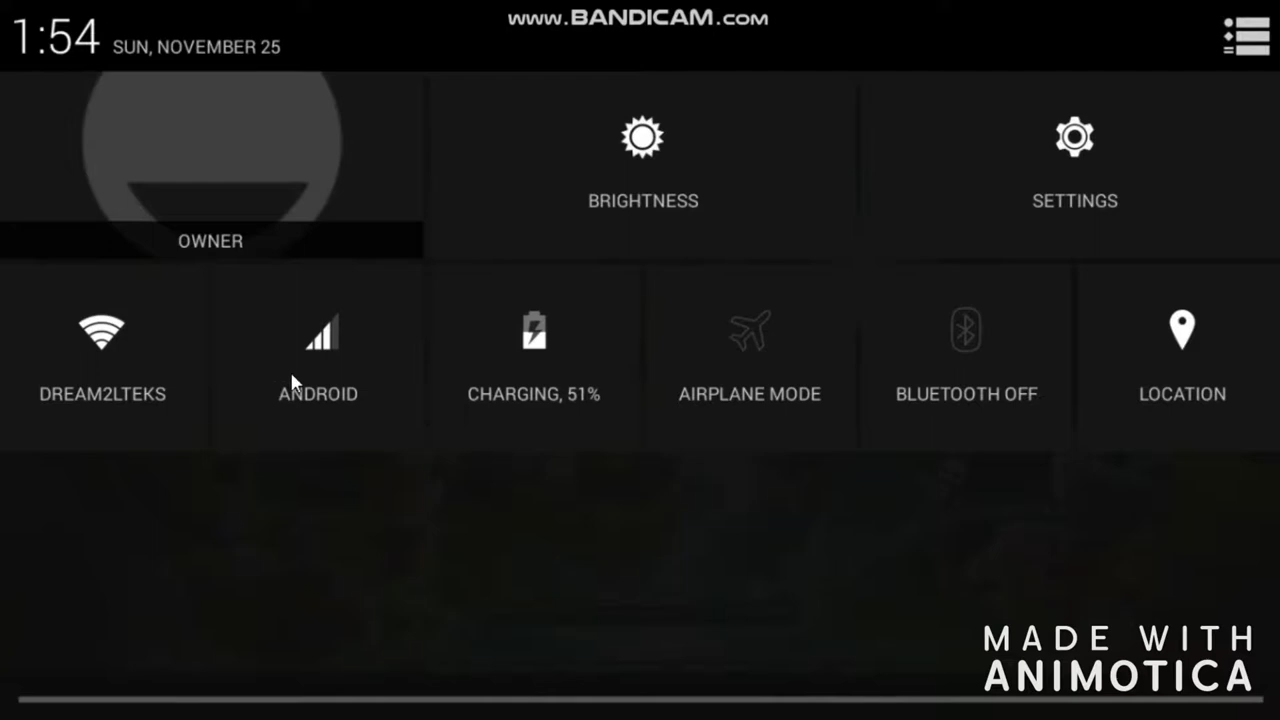 www.BANDICAM.com
1:54 SUN, NOVEMBER 25
OWNER
BRIGHTNESS
SETTINGS
DREAM2LTEKS
ANDROID
CHARGING, 51%
AIRPLANE MODE
BLUETOOTH OFF
LOCATION
MADE WITH
ANIMOTICA